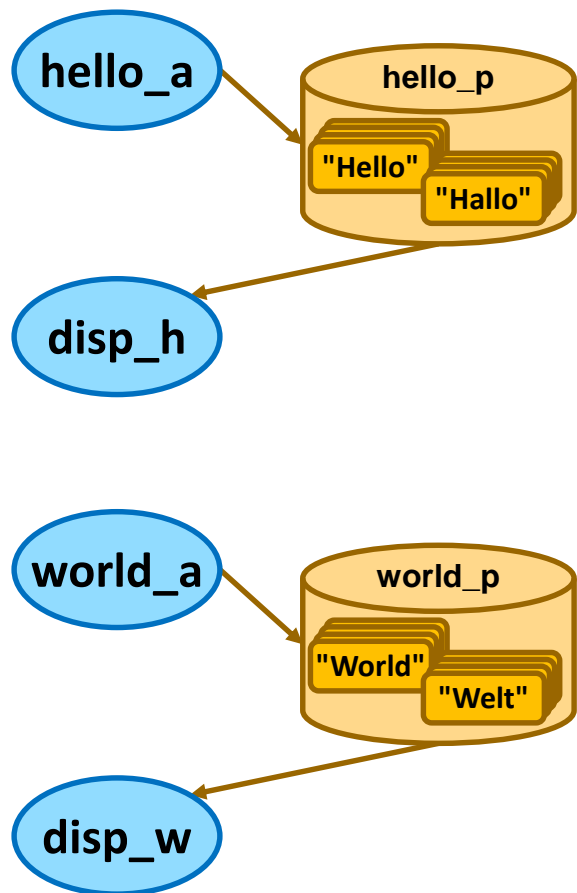 hello_a
hello_p
"Hello"
"Hallo"
disp_h
world_a
world_p
"World"
"Welt"
disp_w